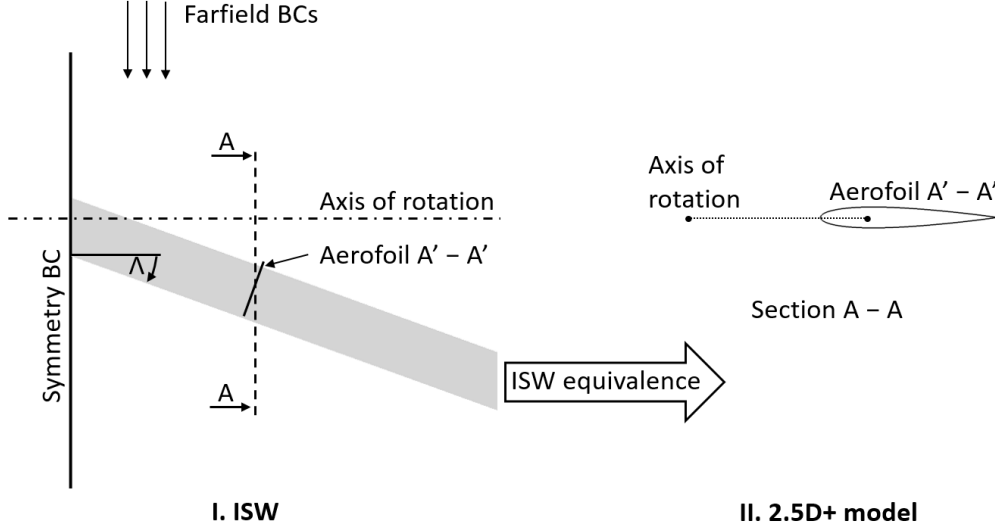 Farfield BCs
A
Axis of rotation
Aerofoil A’ – A’
Λ
Symmetry BC
A
I. ISW
ISW equivalence
Axis of
rotation
Aerofoil A’ – A’
Section A – A
II. 2.5D+ model